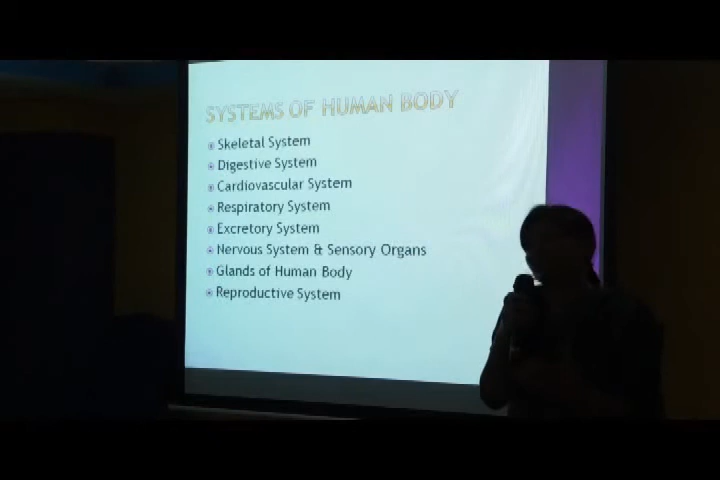 SYSTEMS OF HUMAN BODY
Skeletal System
Digestive System
Cardiovascular System
Respiratory System
Excretory System
Nervous System & Sensory Organs
Glands of Human Body
Reproductive System